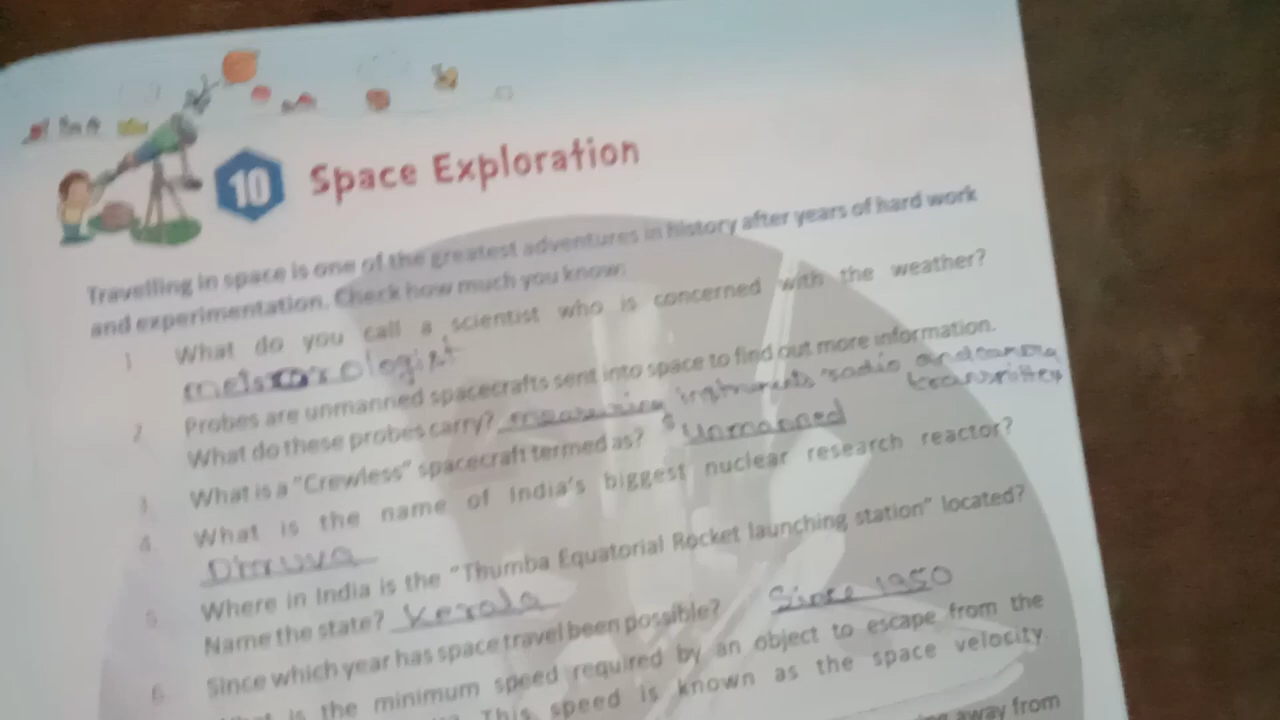 10 Space Exploration
Travelling in space is one of the greatest adventures in history after years of hard work
and experimentation. Check how much you know:
1. What do you call a scientist who is concerned with the weather?
2. Probes are unmanned spacecrafts sent into space to find out more information.
What do these probes carry? instruments radio and camera
transmitter
3. What is a "Crewless" spacecraft termed as? Unmanned
4. What is the name of India's biggest nuclear research reactor?
Dhruva
5. Where in India is the "Thumba Equatorial Rocket launching station" located?
Name the state? Kerala
6. Since which year has space travel been possible? Since 1950
is the minimum speed required by an object to escape from the
This speed is known as the space velocity
away from